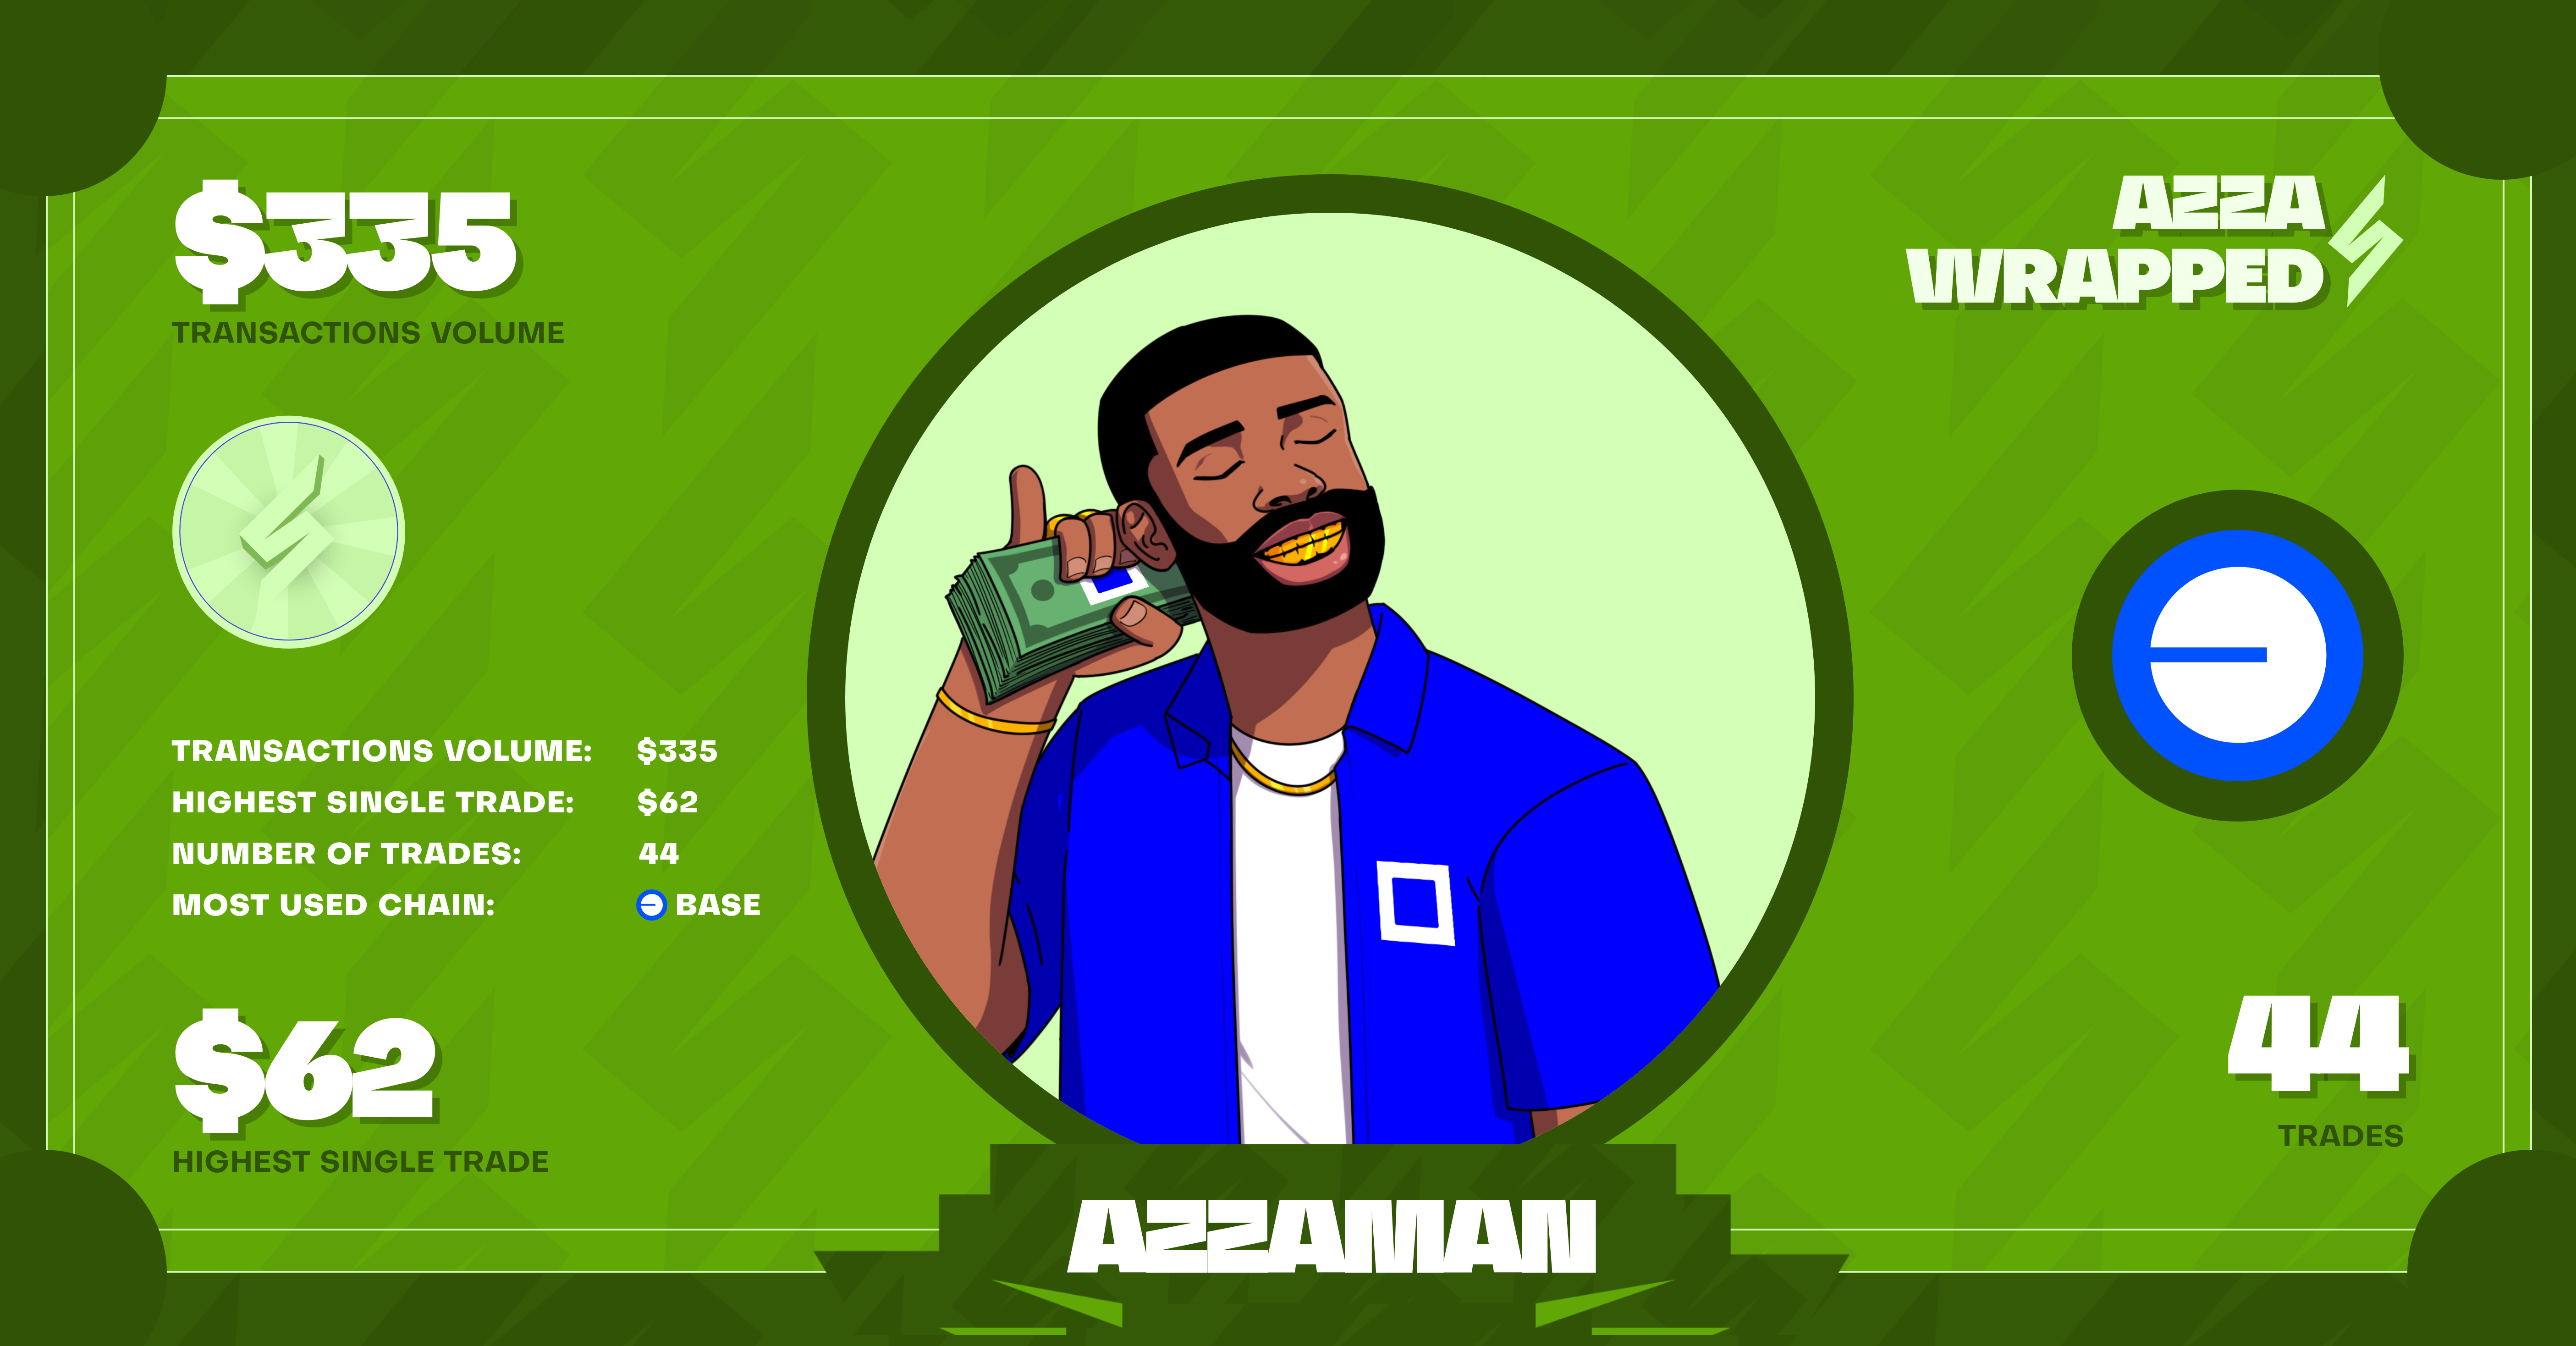 $335
TRANSACTIONS VOLUME
AZZA
WRAPPED
TRANSACTIONS VOLUME: $335
HIGHEST SINGLE TRADE: $62
NUMBER OF TRADES: 44
MOST USED CHAIN: BASE
$62
HIGHEST SINGLE TRADE
44
TRADES
AZZAMAN